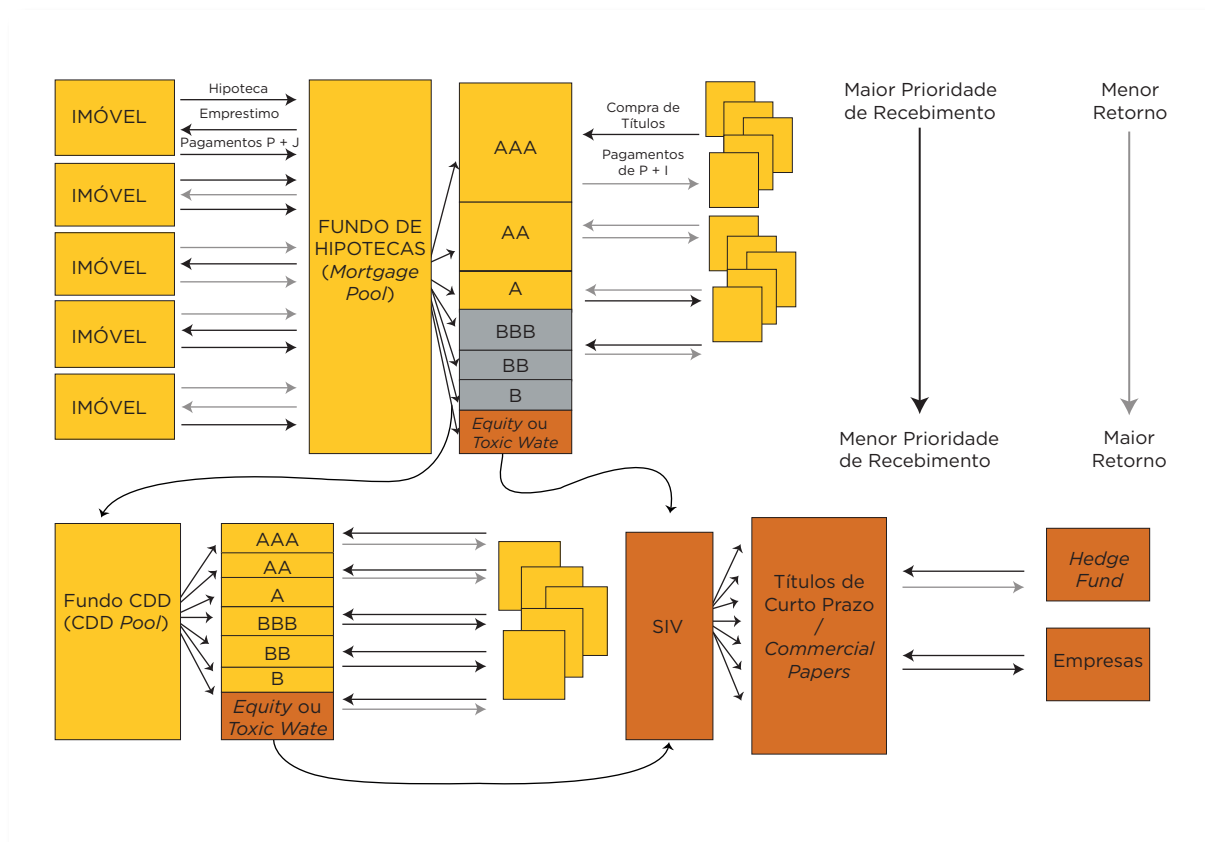 IMÓVEL
Hipoteca
Emprestimo
Pagamentos P + J
IMÓVEL
IMÓVEL
IMÓVEL
IMÓVEL
FUNDO DE
HIPOTECAS
(Mortgage
Pool)
AAA
AA
A
BBB
BB
B
Equity ou
Toxic Wate
Compra de
Títulos
Pagamentos
de P + I
Maior Prioridade
de Recebimento
Menor Prioridade
de Recebimento
Menor
Retorno
Maior
Retorno
Fundo CDD
(CDD Pool)
AAA
AA
A
BBB
BB
B
Equity ou
Toxic Wate
SIV
Títulos de
Curto Prazo
/
Commercial
Papers
Hedge
Fund
Empresas